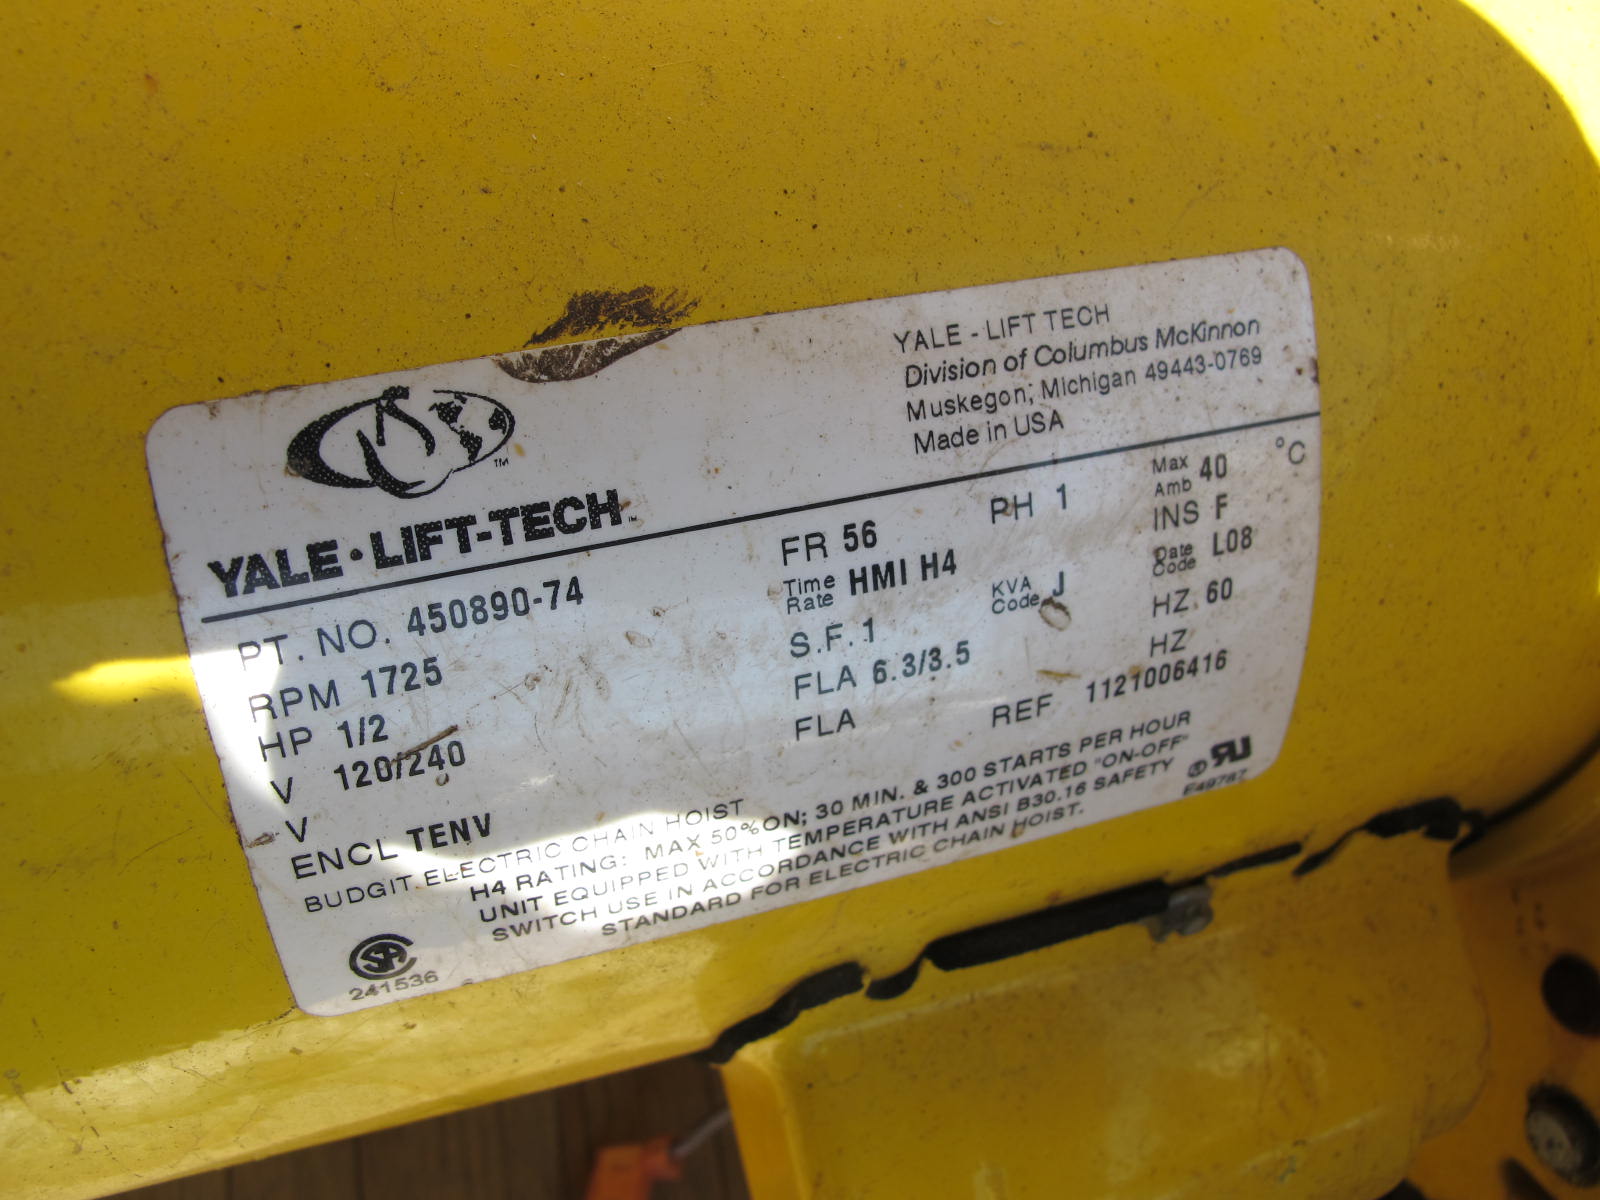 YALE - LIFT TECH
Division of Columbus McKinnon
Muskegon, Michigan 49443-0769
Made in USA
TM
YALE • LIFT-TECH
PT. NO. 450890-74 FR 56 PH 1 Max Amb 40 °C
RPM 1725 Time Rate HMI H4 KVA Code J INS F
HP 1/2 S.F. 1 Date Code L08
V 120/240 FLA 6.3/3.5 HZ 60
V FLA HZ
ENCL TENV REF 1121006416
BUDGIT ELECTRIC CHAIN HOIST
H4 RATING: MAX 50% ON; 30 MIN. & 300 STARTS PER HOUR
UNIT EQUIPPED WITH TEMPERATURE ACTIVATED "ON-OFF"
SWITCH USE IN ACCORDANCE WITH ANSI B30.16 SAFETY
STANDARD FOR ELECTRIC CHAIN HOIST.
SA
241536
E49787